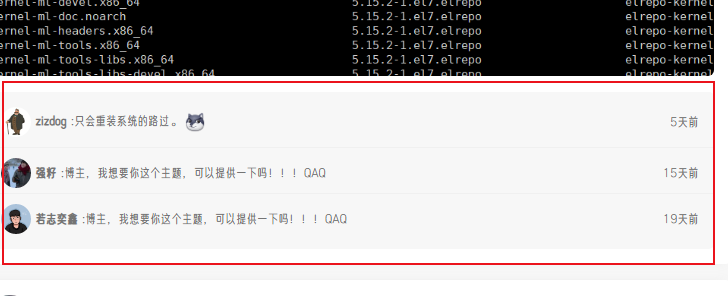 ernel-ml-devel.x86_64 5.15.2-1.el7.elrepo elrepo-kernel
ernel-ml-doc.noarch 5.15.2-1.el7.elrepo elrepo-kernel
ernel-ml-headers.x86_64 5.15.2-1.el7.elrepo elrepo-kernel
ernel-ml-tools.x86_64 5.15.2-1.el7.elrepo elrepo-kernel
ernel-ml-tools-libs.x86_64 5.15.2-1.el7.elrepo elrepo-kernel
ernel-ml-tools-libs-devel.x86_64 5.15.2-1.el7.elrepo elrepo-kernel
zizdog :只会重装系统的路过。 5天前
强籽 :博主，我想要你这个主题，可以提供一下吗！！！QAQ 15天前
若志奕鑫 :博主，我想要你这个主题，可以提供一下吗！！！QAQ 19天前